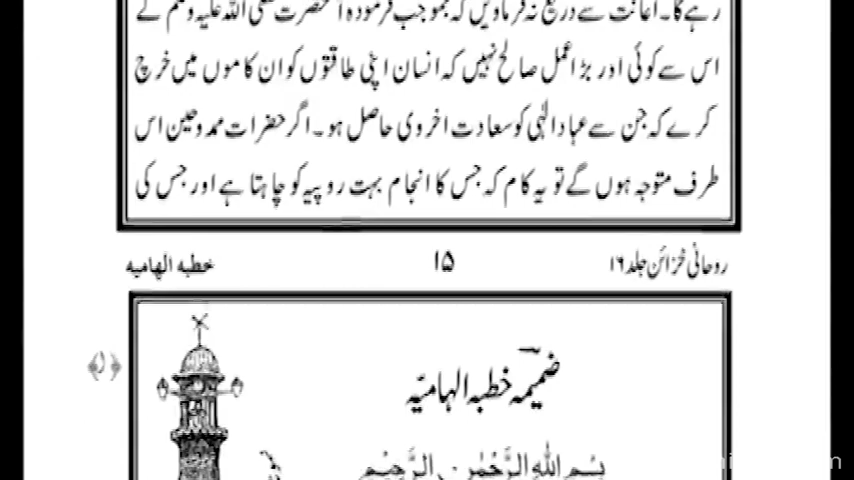 رہے گا۔ اعانت سے دریغ نہ فرماویں کہ بموجب فرمودہ آنحضرت صلی اللہ علیہ وسلم کے
اس سے کوئی اور بڑا عمل صالح نہیں کہ انسان اپنی طاقتوں کو ان کاموں میں خرچ
کرے کہ جن سے عباد الٰہی کو سعادت اخروی حاصل ہو۔ اگر حضرات ممدوحین اس
طرف متوجہ ہوں گے تو یہ کام کہ جس کا انجام بہت روپیہ کو چاہتا ہے اور جس کی
روحانی خزائن جلد ۱۶ ۱۵ خطبہ الہامیہ
ضمیمہ خطبہ الہامیّہ
بِسْمِ اللّٰهِ الرَّحْمٰنِ الرَّحِيْمِ